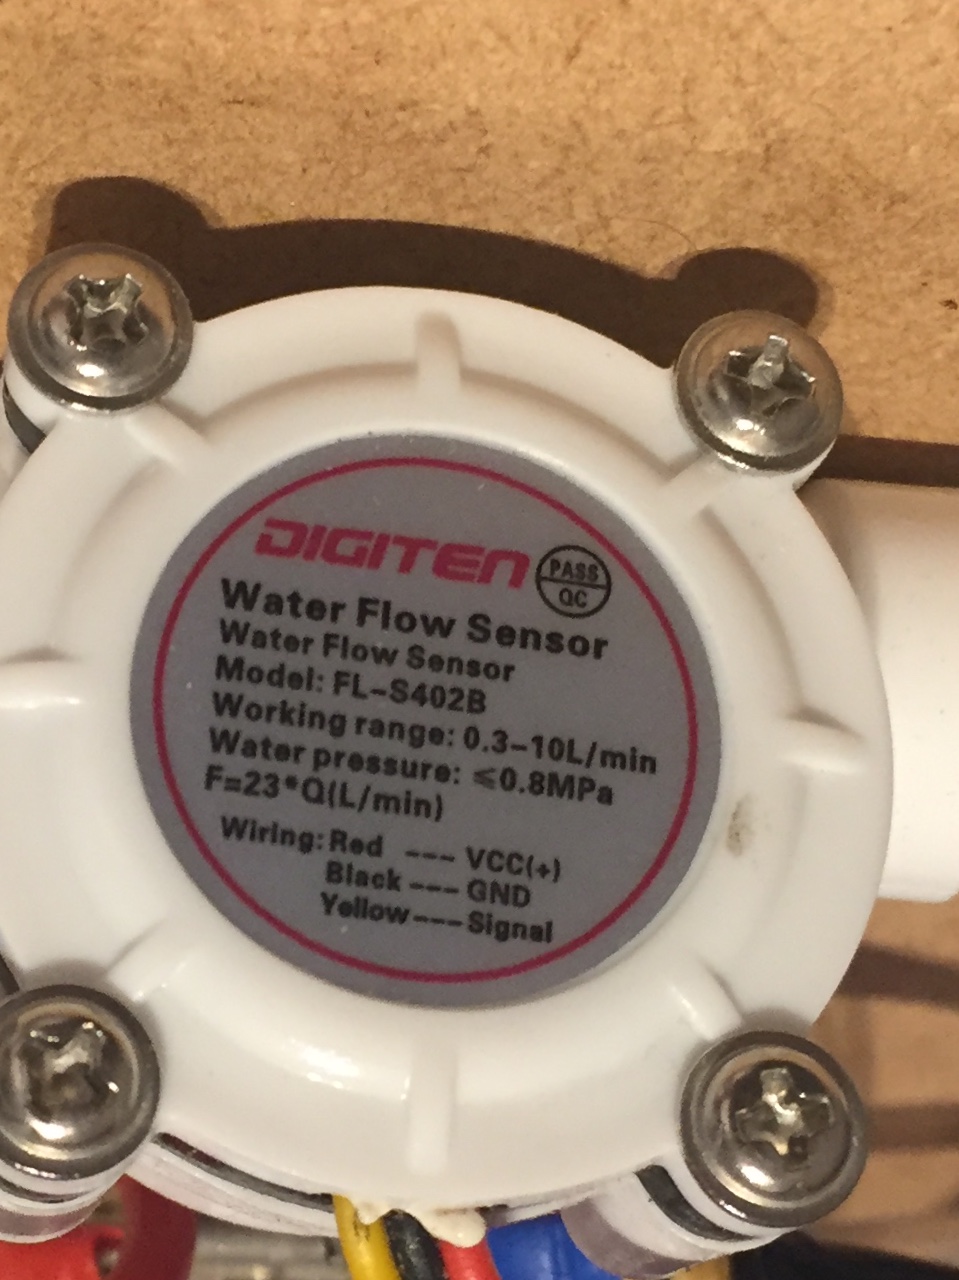 DIGITEN
PASS
QC
Water Flow Sensor
Water Flow Sensor
Model: FL-S402B
Working range: 0.3-10L/min
Water pressure: ≤0.8MPa
F=23*Q(L/min)
Wiring: Red --- VCC(+)
Black --- GND
Yellow --- Signal